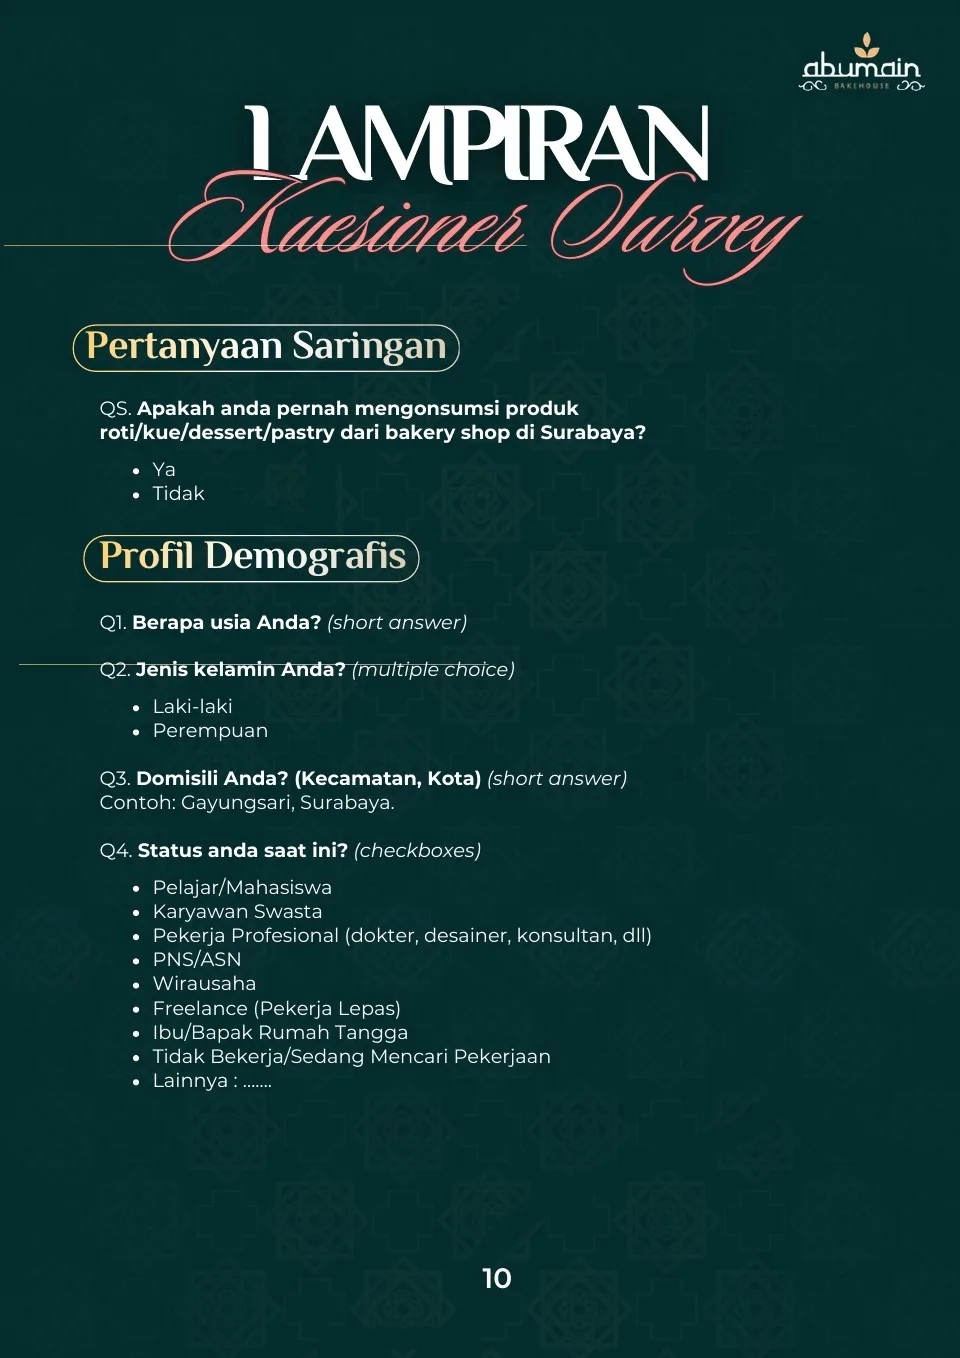 abumain
BAKEHOUSE
LAMPIRAN
Kuesioner Survey
Pertanyaan Saringan
QS. Apakah anda pernah mengonsumsi produk
roti/kue/dessert/pastry dari bakery shop di Surabaya?
• Ya
• Tidak
Profil Demografis
Q1. Berapa usia Anda? (short answer)
Q2. Jenis kelamin Anda? (multiple choice)
• Laki-laki
• Perempuan
Q3. Domisili Anda? (Kecamatan, Kota) (short answer)
Contoh: Gayungsari, Surabaya.
Q4. Status anda saat ini? (checkboxes)
• Pelajar/Mahasiswa
• Karyawan Swasta
• Pekerja Profesional (dokter, desainer, konsultan, dll)
• PNS/ASN
• Wirausaha
• Freelance (Pekerja Lepas)
• Ibu/Bapak Rumah Tangga
• Tidak Bekerja/Sedang Mencari Pekerjaan
• Lainnya : .......
10